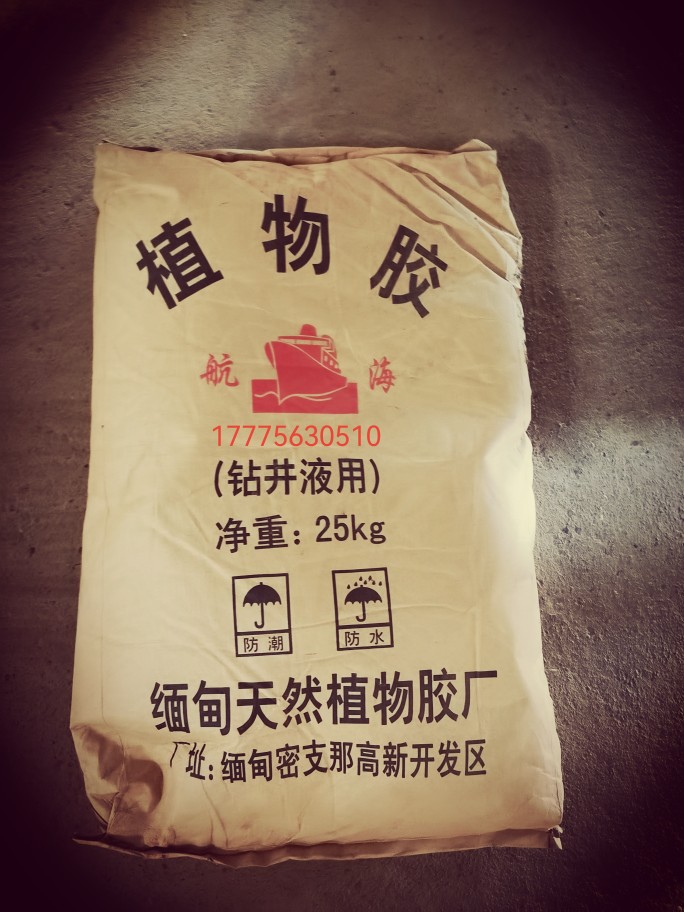 植物胶
航海
17775630510
(钻井液用)
净重: 25kg
防潮 防水
缅甸天然植物胶厂
厂址:缅甸密支那高新开发区